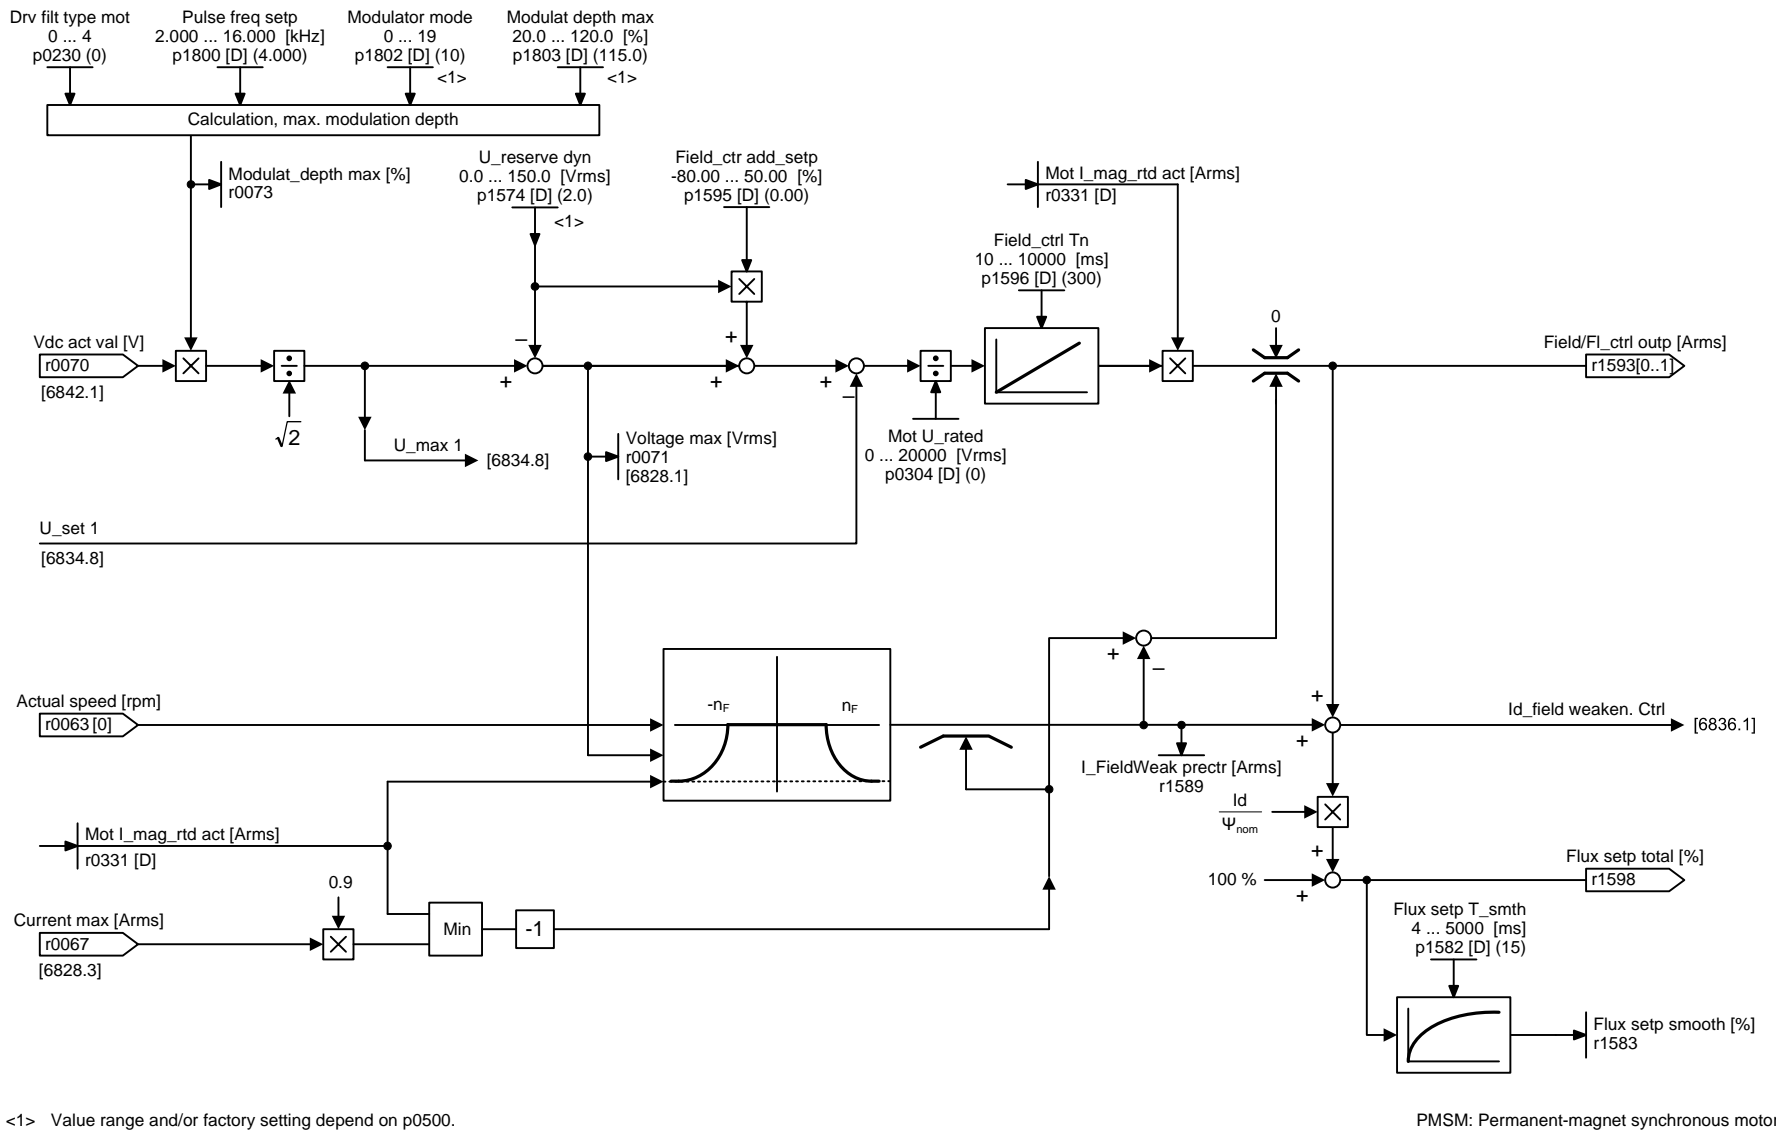 Drv filt type mot
0 ... 4
p0230 (0)
Pulse freq setp
2.000 ... 16.000 [kHz]
p1800 [D] (4.000)
Modulator mode
0 ... 19
p1802 [D] (10)
<1>
Modulat depth max
20.0 ... 120.0 [%]
p1803 [D] (115.0)
<1>
Calculation, max. modulation depth
Modulat_depth max [%]
r0073
U_reserve dyn
0.0 ... 150.0 [Vrms]
p1574 [D] (2.0)
<1>
Field_ctr add_setp
-80.00 ... 50.00 [%]
p1595 [D] (0.00)
Mot I_mag_rtd act [Arms]
r0331 [D]
Field_ctrl Tn
10 ... 10000 [ms]
p1596 [D] (300)
0
Vdc act val [V]
r0070
[6842.1]
√2
U_max 1
[6834.8]
Voltage max [Vrms]
r0071
[6828.1]
Mot U_rated
0 ... 20000 [Vrms]
p0304 [D] (0)
Field/Fl_ctrl outp [Arms]
r1593[0..1]
U_set 1
[6834.8]
Actual speed [rpm]
r0063 [0]
-nF
nF
I_FieldWeak prectr [Arms]
r1589
Id_field weaken. Ctrl
[6836.1]
Id
Ψnom
Mot I_mag_rtd act [Arms]
r0331 [D]
0.9
Current max [Arms]
r0067
[6828.3]
Min
-1
100 %
Flux setp total [%]
r1598
Flux setp T_smth
4 ... 5000 [ms]
p1582 [D] (15)
Flux setp smooth [%]
r1583
<1> Value range and/or factory setting depend on p0500.
PMSM: Permanent-magnet synchronous motor